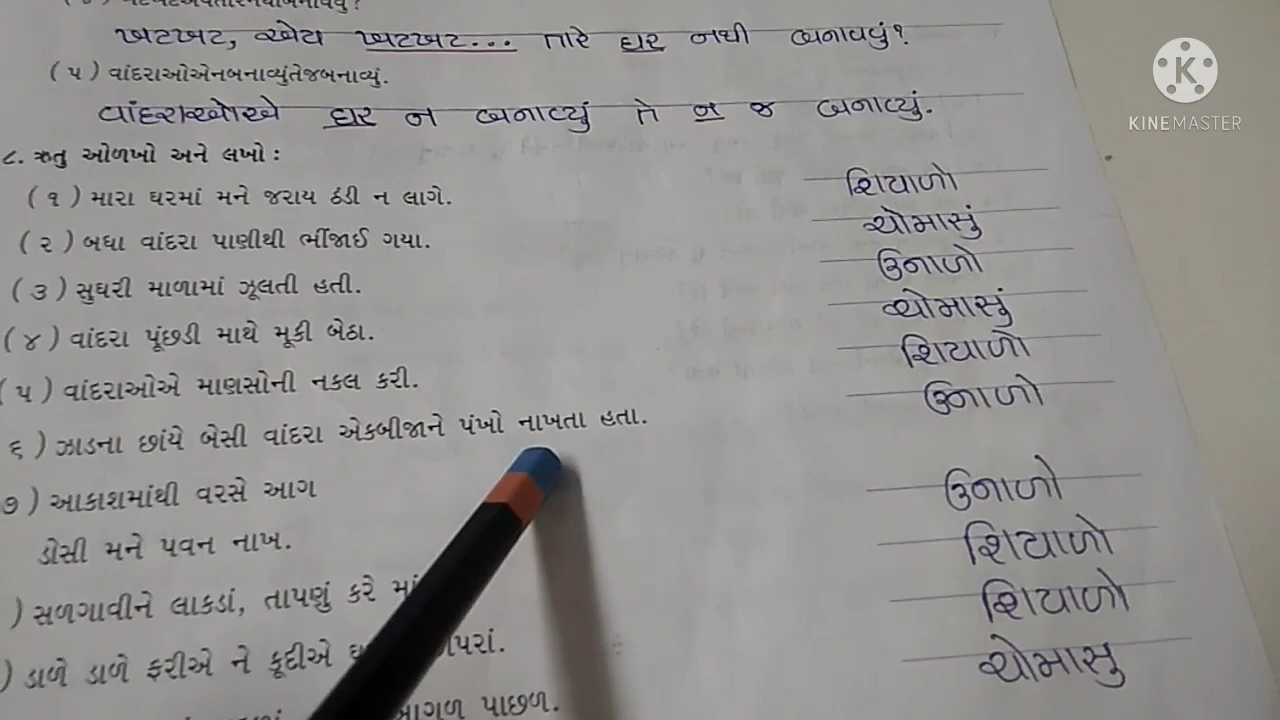 ખટખટ, એય ખટખટ... તારે ઘર નથી બનાવવું?
KINEMASTER
(૫) વાંદરાઓએનબનાવ્યુંતેજબનાવ્યું.
વાંદરાઓએ ઘર ન બનાવ્યું તે ન જ બનાવ્યું.
૮. ઋતુ ઓળખો અને લખો :
(૧) મારા ઘરમાં મને જરાય ઠંડી ન લાગે. શિયાળો
(૨) બધા વાંદરા પાણીથી ભીંજાઈ ગયા. ચોમાસું
(૩) સુઘરી માળામાં ઝૂલતી હતી. ઉનાળો
(૪) વાંદરા પૂંછડી માથે મૂકી બેઠા. ચોમાસું
(૫) વાંદરાઓએ માણસોની નકલ કરી. શિયાળો
૬) ઝાડના છાંયે બેસી વાંદરા એકબીજાને પંખો નાખતા હતા. ઉનાળો
૭) આકાશમાંથી વરસે આગ
ડોસી મને પવન નાખ. ઉનાળો
) સળગાવીને લાકડાં, તાપણું કરે શિયાળો
) ડાળે ડાળે ફરીએ ને કૂદીએ શિયાળો
આગળ પાછળ. ચોમાસુ